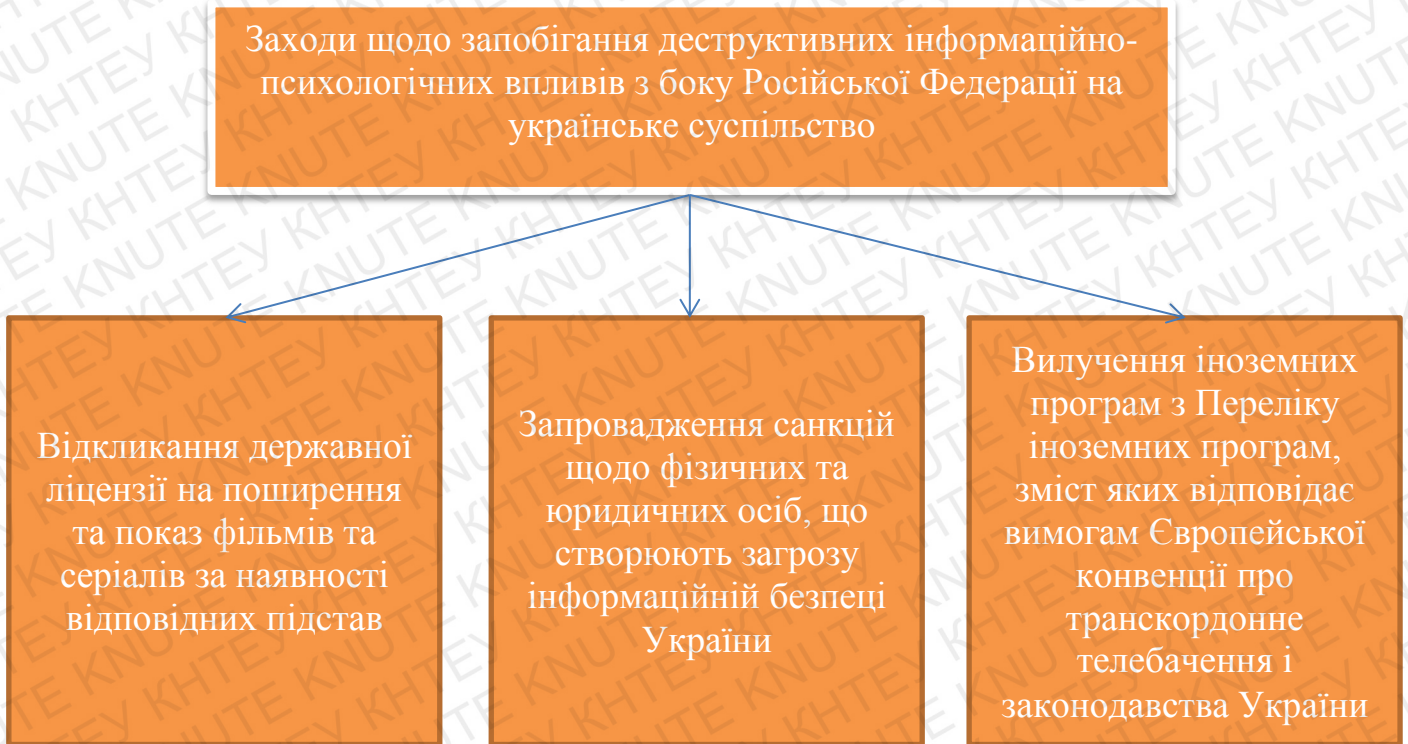 Заходи щодо запобігання деструктивних інформаційно-
психологічних впливів з боку Російської Федерації на
українське суспільство
Відкликання державної
ліцензії на поширення
та показ фільмів та
серіалів за наявності
відповідних підстав
Запровадження санкцій
щодо фізичних та
юридичних осіб, що
створюють загрозу
інформаційній безпеці
України
Вилучення іноземних
програм з Переліку
іноземних програм,
зміст яких відповідає
вимогам Європейської
конвенції про
транскордонне
телебачення і
законодавства України